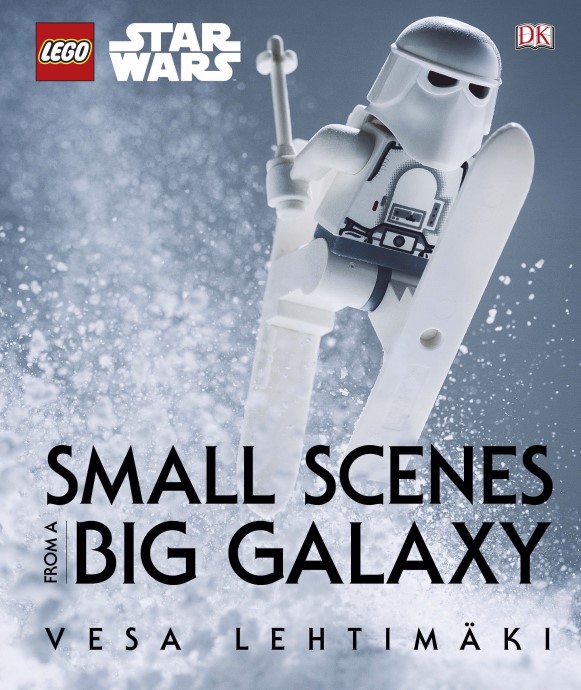 LEGO
STAR
WARS
DK
SMALL SCENES
FROM A
BIG GALAXY
VESA LEHTIMÄKI